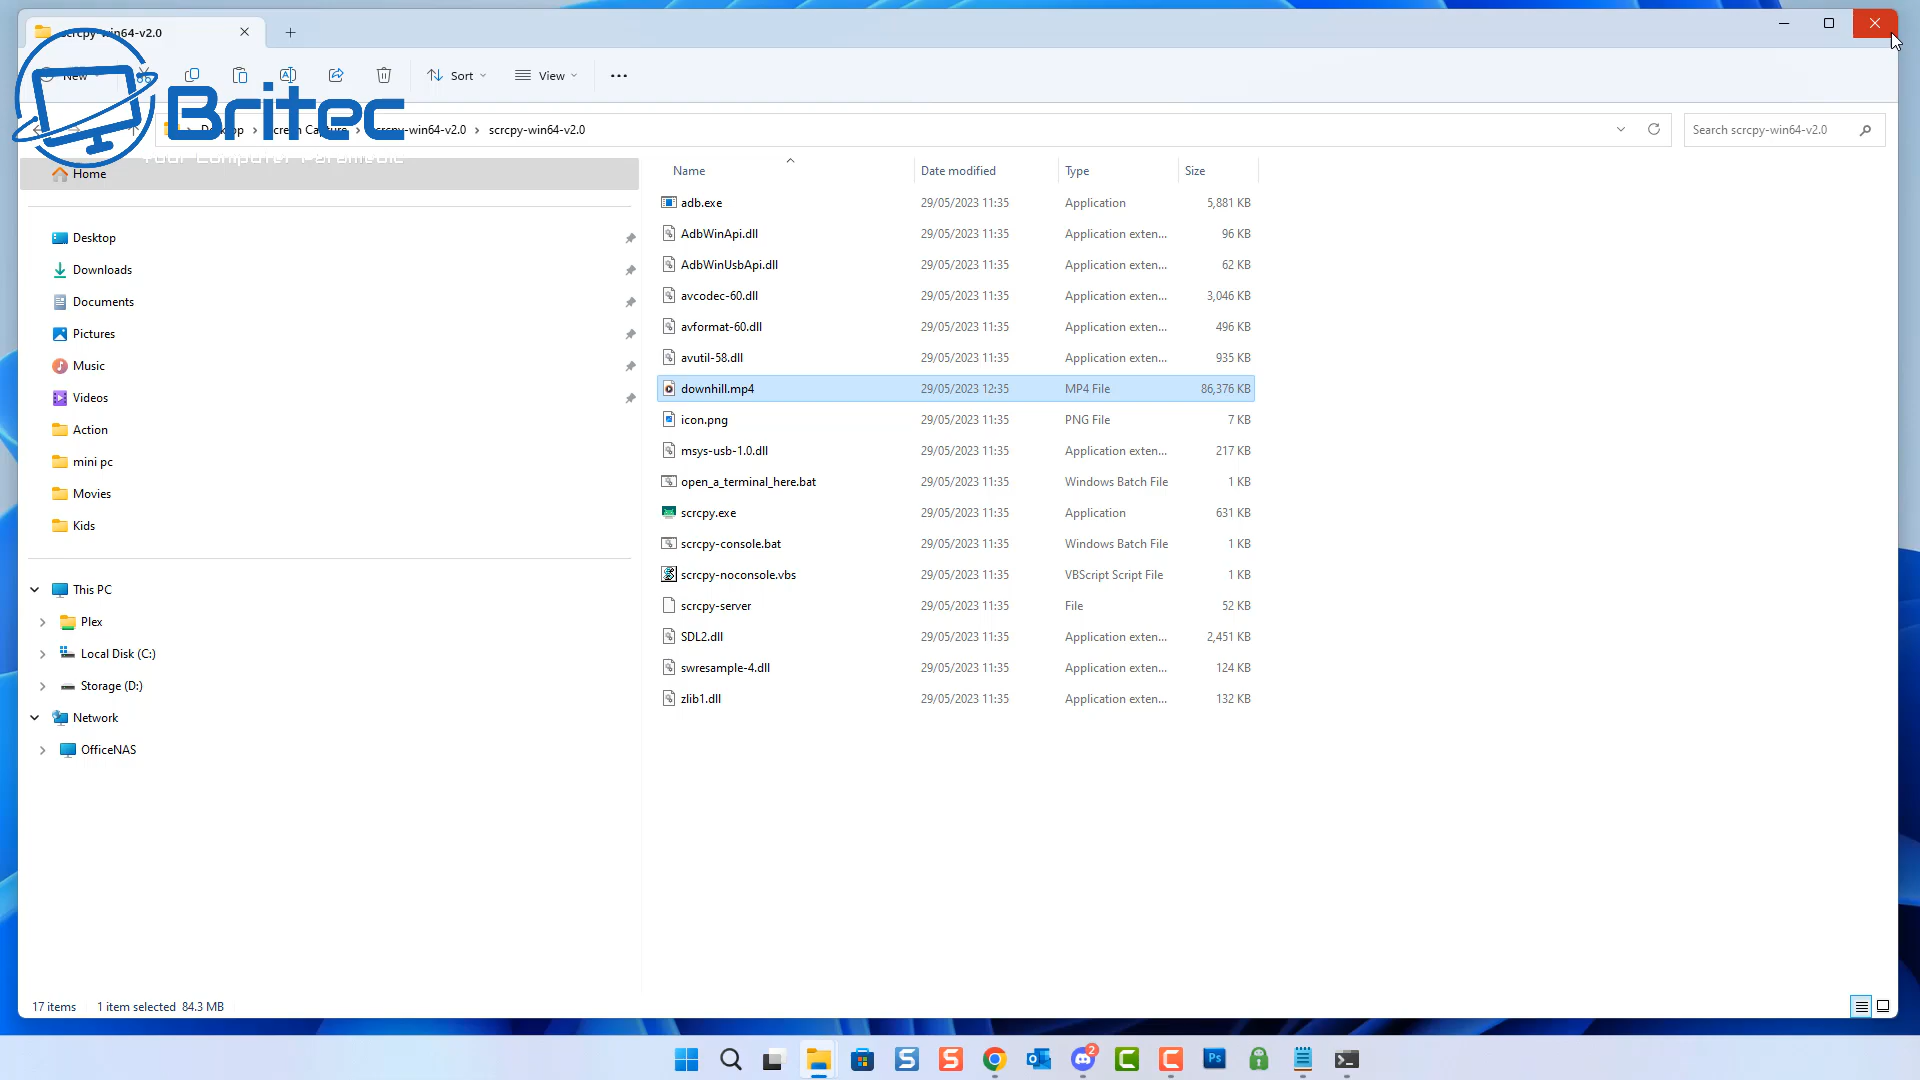 scrcpy-win64-v2.0
New
Sort
View
Britec
Your Computer Paramedic
Desktop
Screen Capture
scrcpy-win64-v2.0
scrcpy-win64-v2.0
Search scrcpy-win64-v2.0
Home
Desktop
Downloads
Documents
Pictures
Music
Videos
Action
mini pc
Movies
Kids
This PC
Plex
Local Disk (C:)
Storage (D:)
Network
OfficeNAS
Name Date modified Type Size
adb.exe 29/05/2023 11:35 Application 5,881 KB
AdbWinApi.dll 29/05/2023 11:35 Application exten... 96 KB
AdbWinUsbApi.dll 29/05/2023 11:35 Application exten... 62 KB
avcodec-60.dll 29/05/2023 11:35 Application exten... 3,046 KB
avformat-60.dll 29/05/2023 11:35 Application exten... 496 KB
avutil-58.dll 29/05/2023 11:35 Application exten... 935 KB
downhill.mp4 29/05/2023 12:35 MP4 File 86,376 KB
icon.png 29/05/2023 11:35 PNG File 7 KB
msys-usb-1.0.dll 29/05/2023 11:35 Application exten... 217 KB
open_a_terminal_here.bat 29/05/2023 11:35 Windows Batch File 1 KB
scrcpy.exe 29/05/2023 11:35 Application 631 KB
scrcpy-console.bat 29/05/2023 11:35 Windows Batch File 1 KB
scrcpy-noconsole.vbs 29/05/2023 11:35 VBScript Script File 1 KB
scrcpy-server 29/05/2023 11:35 File 52 KB
SDL2.dll 29/05/2023 11:35 Application exten... 2,451 KB
swresample-4.dll 29/05/2023 11:35 Application exten... 124 KB
zlib1.dll 29/05/2023 11:35 Application exten... 132 KB
17 items 1 item selected 84.3 MB
2
Ps